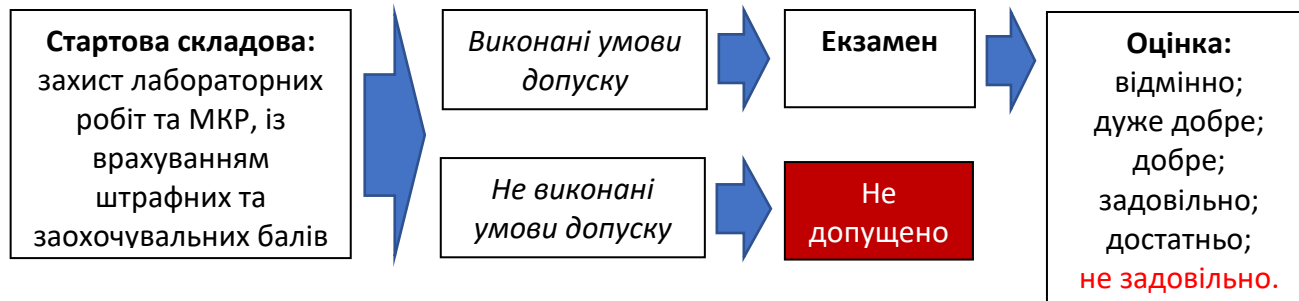 Стартова складова:
захист лабораторних
робіт та МКР, із
врахуванням
штрафних та
заохочувальних балів
Виконані умови
допуску
Екзамен
Не виконані
умови допуску
Не
допущено
Оцінка:
відмінно;
дуже добре;
добре;
задовільно;
достатньо;
не задовільно.